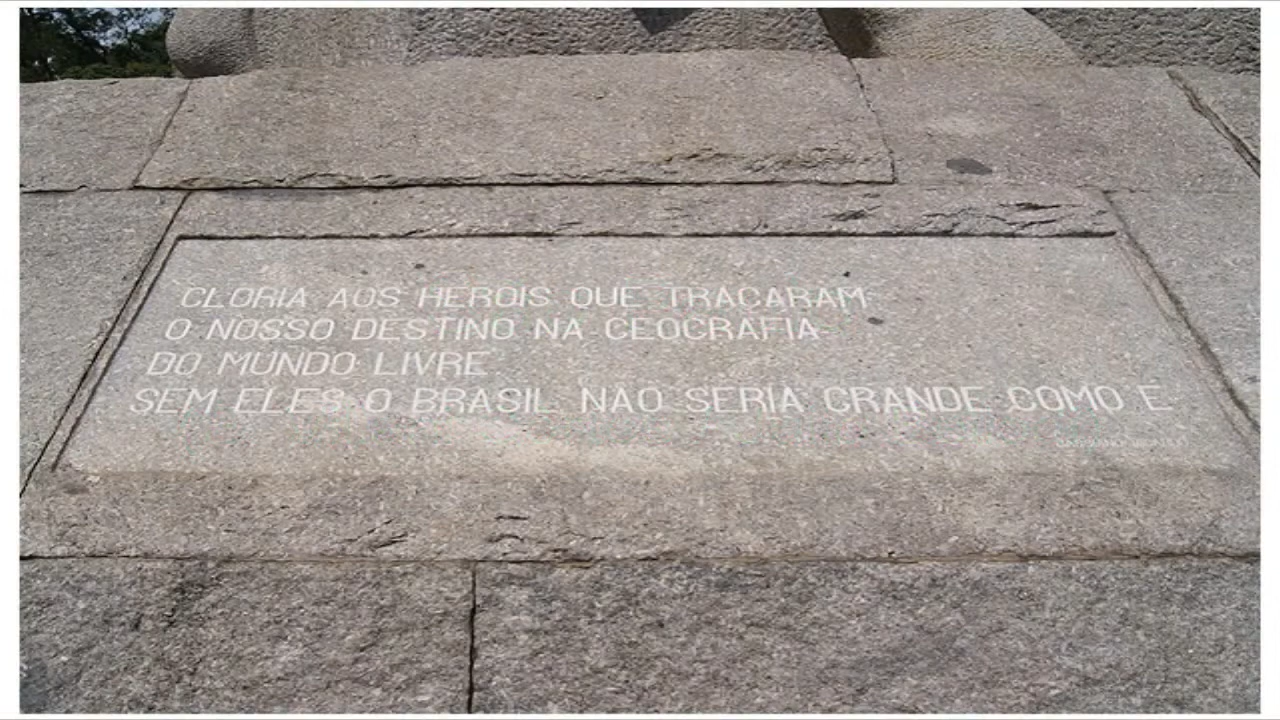 GLORIA AOS HEROIS QUE TRAÇARAM
O NOSSO DESTINO NA GEOGRAFIA
DO MUNDO LIVRE.
SEM ELES O BRASIL NÃO SERIA GRANDE COMO E